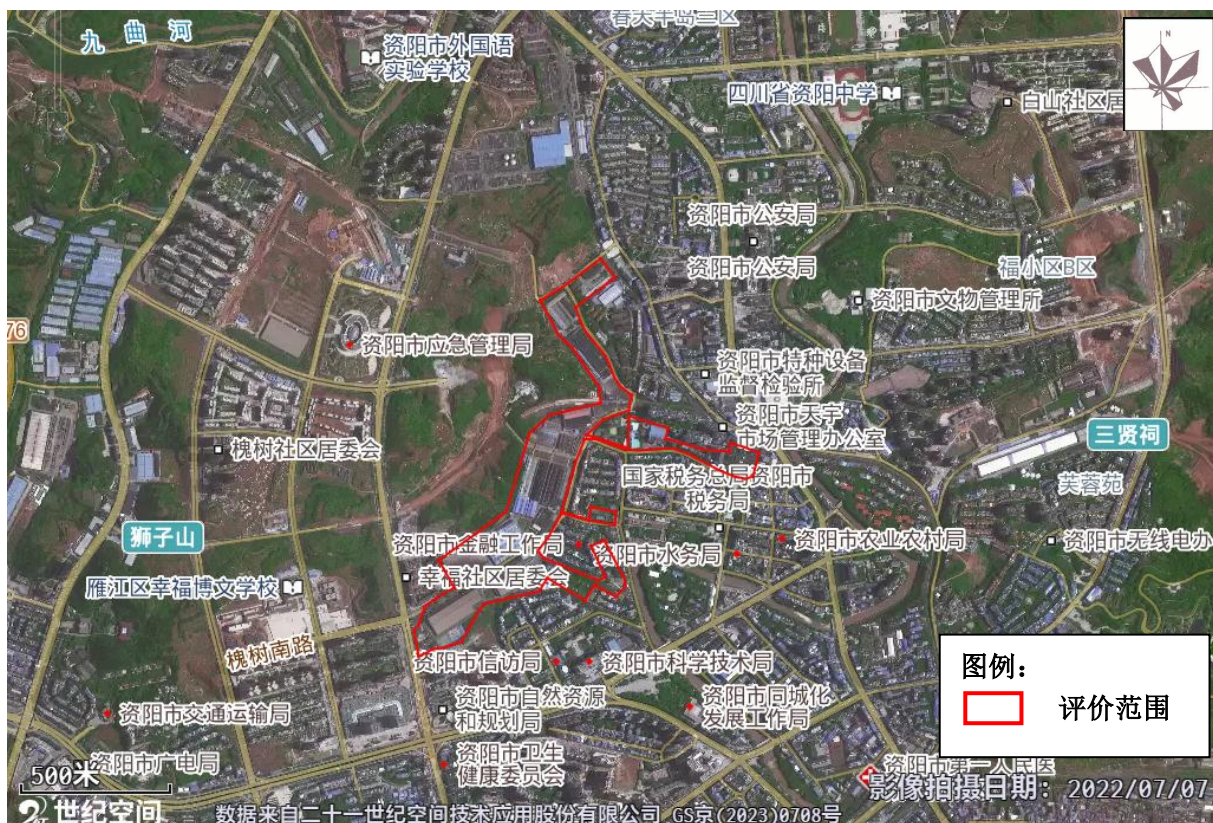 春天半岛三区
九曲河
资阳市外国语
实验学校
N
四川省资阳中学
白山社区居
资阳市公安局
资阳市公安局
福小区B区
资阳市文物管理所
76
资阳市应急管理局
资阳市特种设备
监督检验所
资阳市天宇
市场管理办公室
三贤祠
槐树社区居委会
国家税务总局资阳市
税务局
芙蓉苑
狮子山
资阳市金融工作局
资阳市水务局
资阳市农业农村局
资阳市无线电办
幸福社区居委会
雁江区幸福博文学校
槐树南路
资阳市信访局
资阳市科学技术局
图例：
评价范围
资阳市自然资源
和规划局
资阳市同城化
发展工作局
资阳市交通运输局
资阳市广电局
资阳市卫生
健康委员会
资阳市第一人民医
500米
影像拍摄日期：2022/07/07
世纪空间
数据来自二十一世纪空间技术应用股份有限公司 GS京(2023)0708号